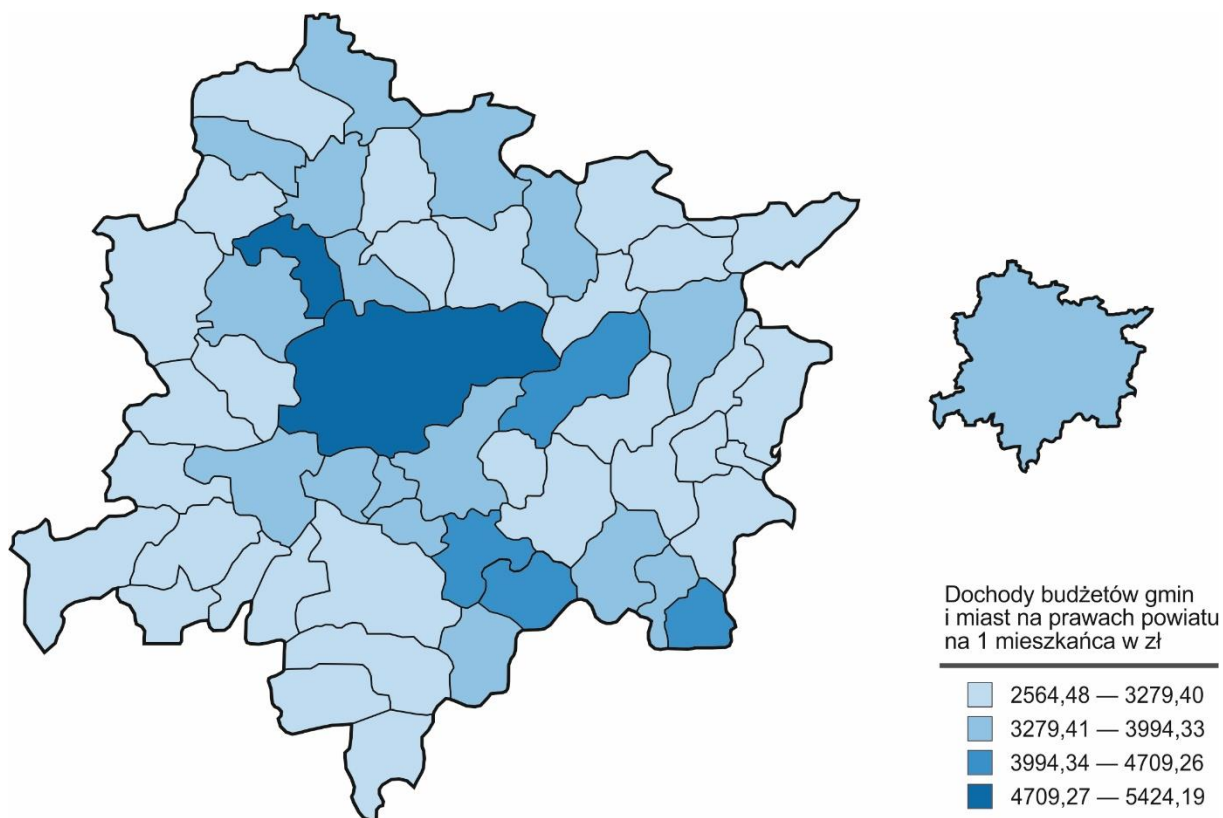 Dochody budżetów gmin
i miast na prawach powiatu
na 1 mieszkańca w zł
2564,48 — 3279,40
3279,41 — 3994,33
3994,34 — 4709,26
4709,27 — 5424,19